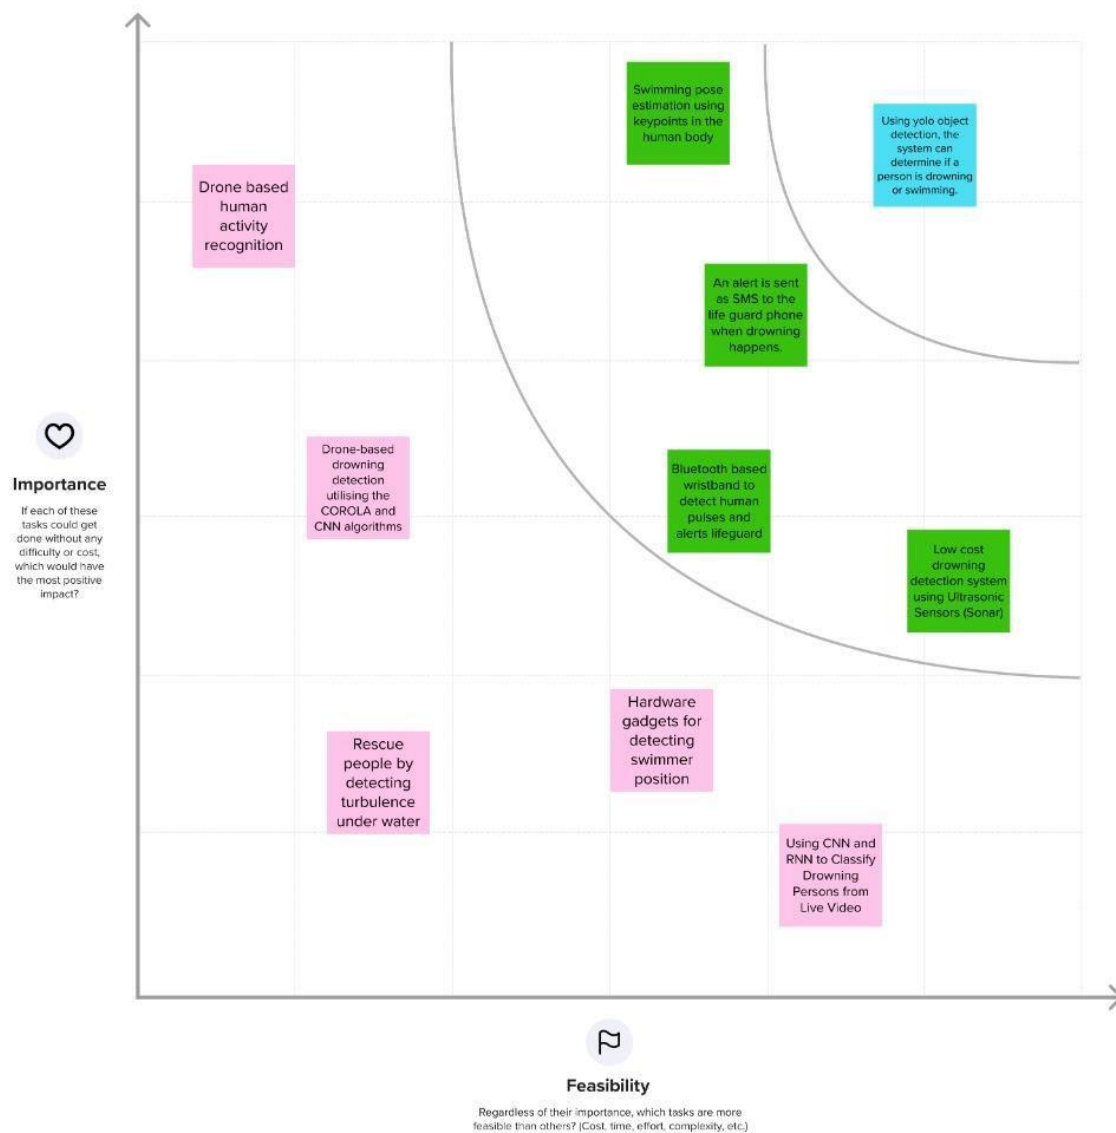 Swimming pose
estimation using
keypoints in the
human body
Using yolo object
detection, the
system can
determine if a
person is drowning
or swimming.
Drone based
human
activity
recognition
An alert is sent
as SMS to the
life guard phone
when drowning
happens.
Importance
If each of these
tasks could get
done without any
difficulty or cost,
which would have
the most positive
impact?
Drone-based
drowning
detection
utilising the
COROLA and
CNN algorithms
Bluetooth based
wristband to
detect human
pulses and
alerts lifeguard
Low cost
drowning
detection system
using Ultrasonic
Sensors (Sonar)
Rescue
people by
detecting
turbulence
under water
Hardware
gadgets for
detecting
swimmer
position
Using CNN and
RNN to Classify
Drowning
Persons from
Live Video
Feasibility
Regardless of their importance, which tasks are more
feasible than others? (Cost, time, effort, complexity, etc.)